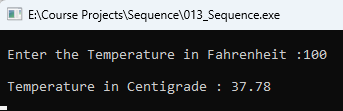 E:\Course Projects\Sequence\013_Sequence.exe
Enter the Temperature in Fahrenheit :100
Temperature in Centigrade : 37.78